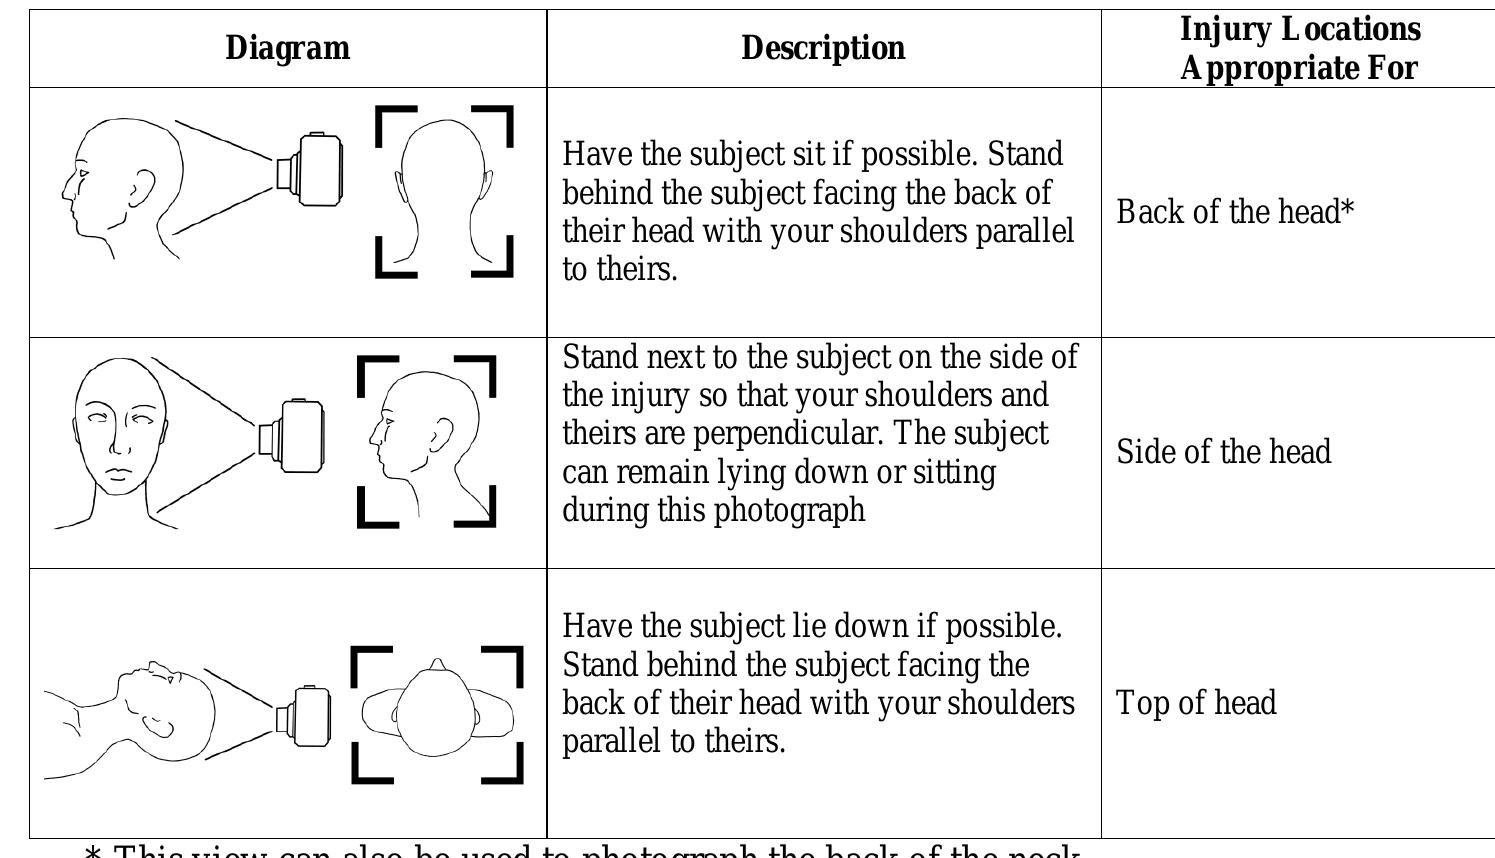 Diagram
Description
Injury Locations
Appropriate For
Have the subject sit if possible. Stand
behind the subject facing the back of
their head with your shoulders parallel
to theirs.
Back of the head*
Stand next to the subject on the side of
the injury so that your shoulders and
theirs are perpendicular. The subject
can remain lying down or sitting
during this photograph
Side of the head
Have the subject lie down if possible.
Stand behind the subject facing the
back of their head with your shoulders
parallel to theirs.
Top of head
* This view can also be used to photograph the back of the neck